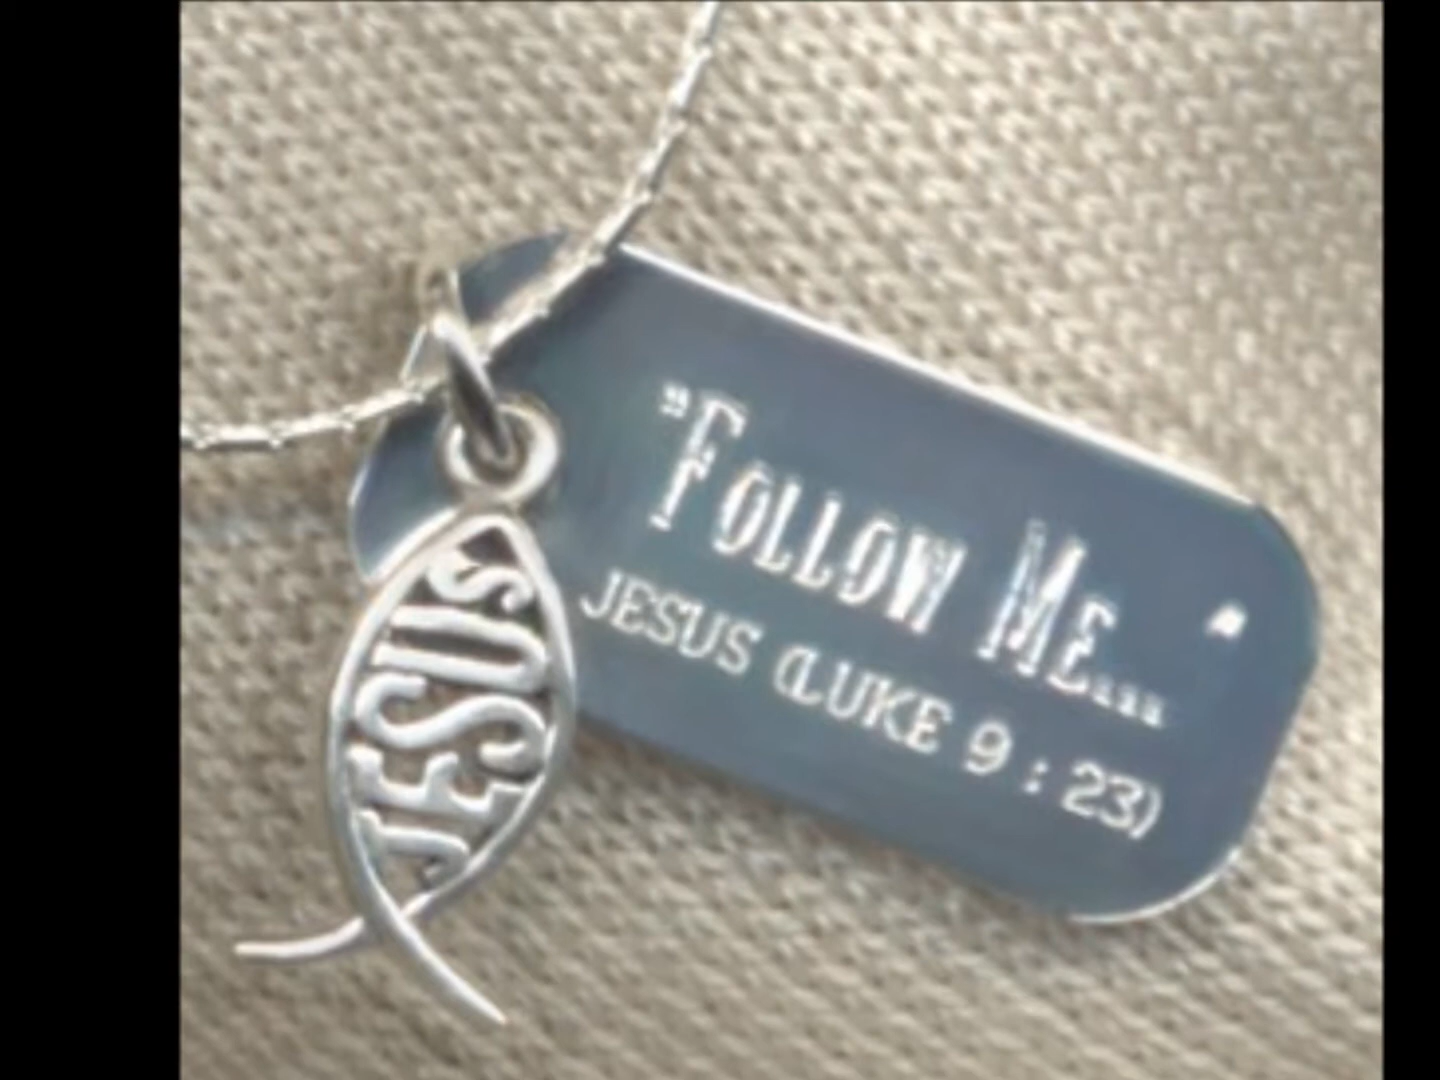 "FOLLOW ME... "
JESUS (LUKE 9 : 23)
JESUS